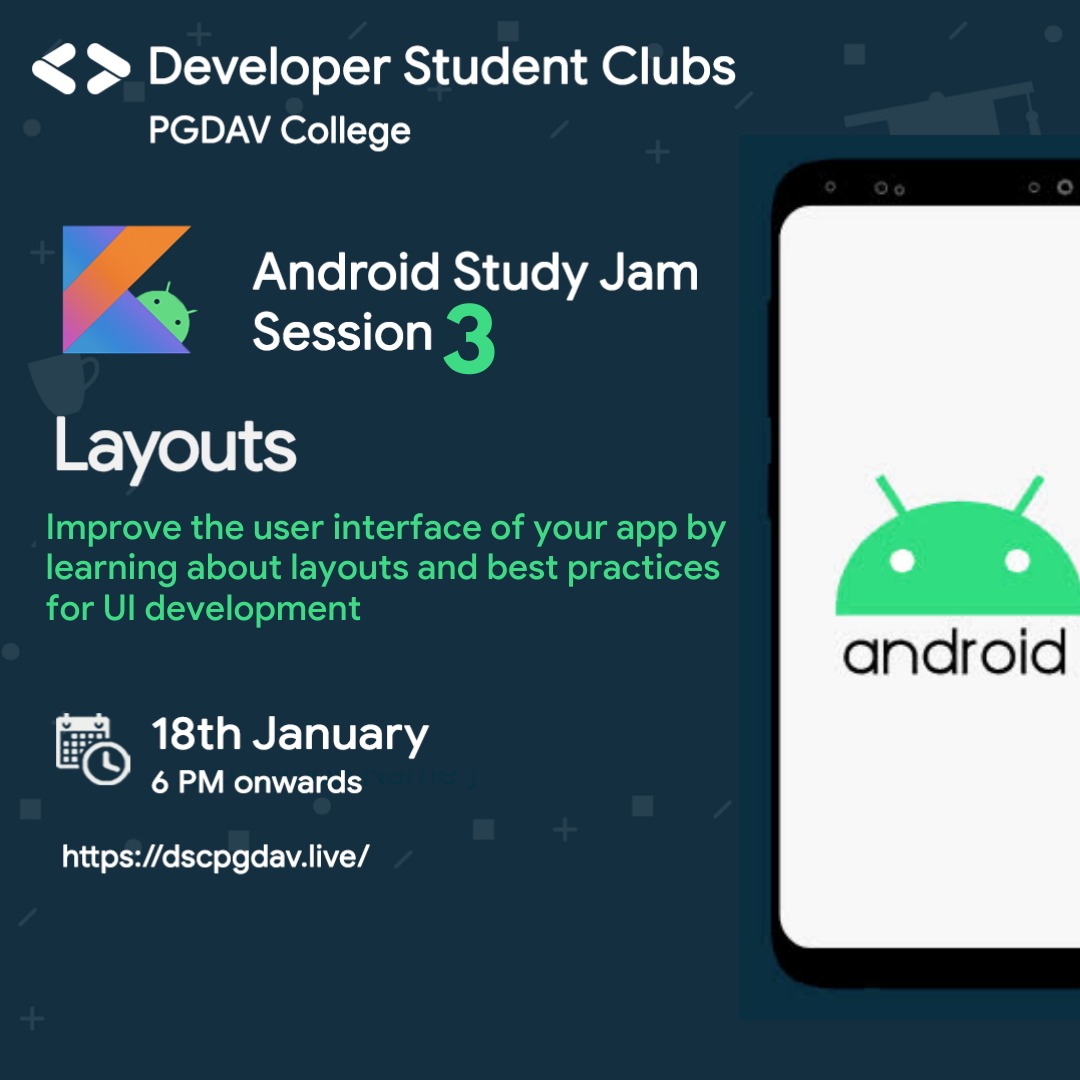 Developer Student Clubs
PGDAV College
Android Study Jam
Session 3
Layouts
Improve the user interface of your app by
learning about layouts and best practices
for UI development
android
18th January
6 PM onwards
https://dscpgdav.live/